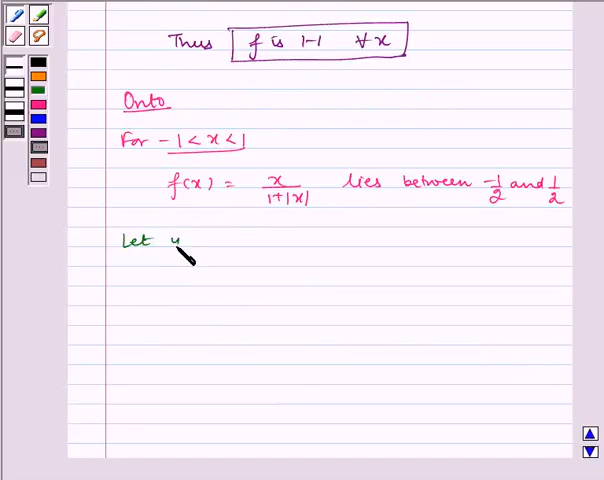 Thus f is 1-1 ∀ x
Onto
For -1 < x < 1
f(x) = x/(1+|x|) lies between -1/2 and 1/2
Let y